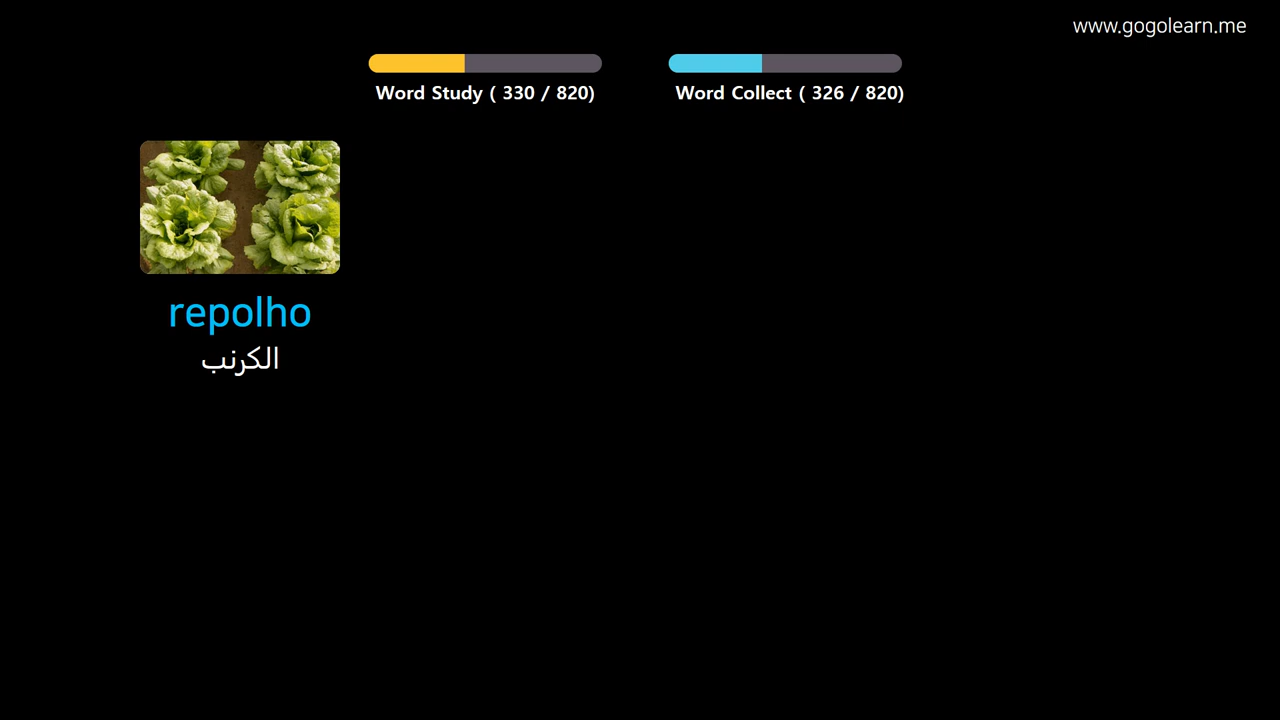 www.gogolearn.me
Word Study ( 330 / 820)
Word Collect ( 326 / 820)
repolho
الكرنب